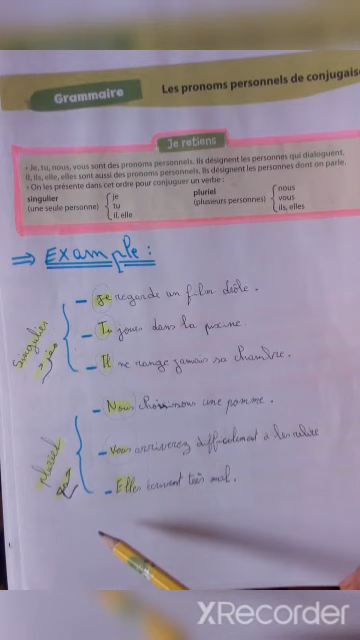 Grammaire
Les pronoms personnels de conjugais
Je retiens
• Je, tu, nous, vous sont des pronoms personnels. Ils désignent les personnes qui dialoguent.
Il, ils, elle, elles sont aussi des pronoms personnels. Ils désignent les personnes dont on parle.
• On les présente dans cet ordre pour conjuguer un verbe :
singulier
(une seule personne)
je
tu
il, elle
pluriel
(plusieurs personnes)
nous
vous
ils, elles
⇒ Example :
singulier
- Je regarde un film drôle.
- Tu joues dans la piscine.
- Il ne range jamais sa chambre.
pluriel
- Nous choisissons une pomme.
- Vous arriverez difficilement à les
- Elles écrivent très mal.
XRecorder